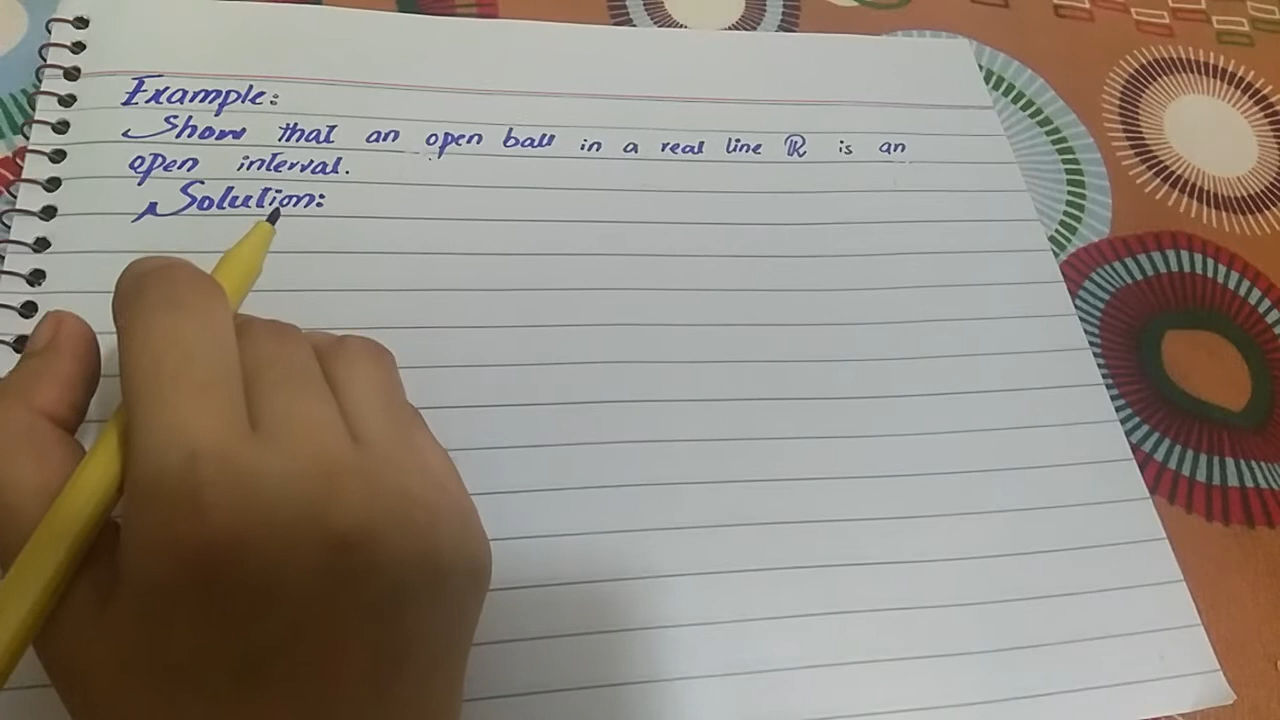 Example:
Show that an open ball in a real line ℝ is an
open interval.
Solution: